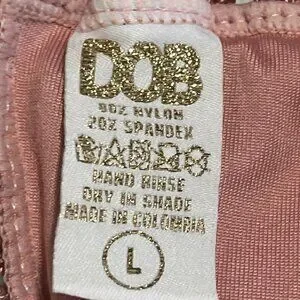 DOB
80% NYLON
20% SPANDEX
HAND RINSE
DRY IN SHADE
MADE IN COLOMBIA
L